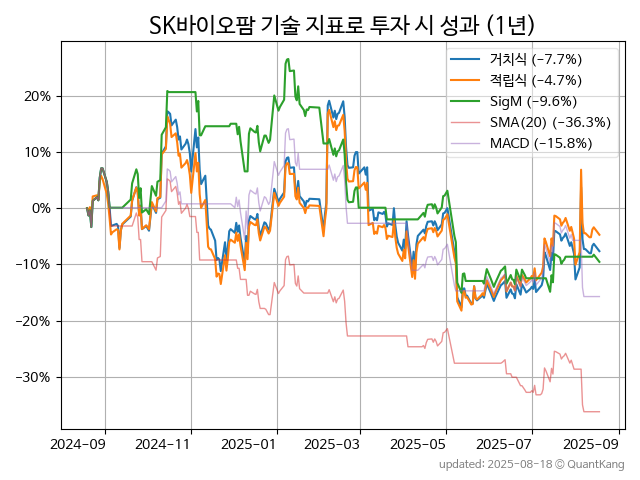 SK바이오팜 기술 지표로 투자 시 성과 (1년)
거치식 (−7.7%)
적립식 (−4.7%)
SigM (−9.6%)
SMA(20) (−36.3%)
MACD (−15.8%)
20%
10%
0%
−10%
−20%
−30%
2024-09 2024-11 2025-01 2025-03 2025-05 2025-07 2025-09
updated: 2025-08-18 © QuantKang